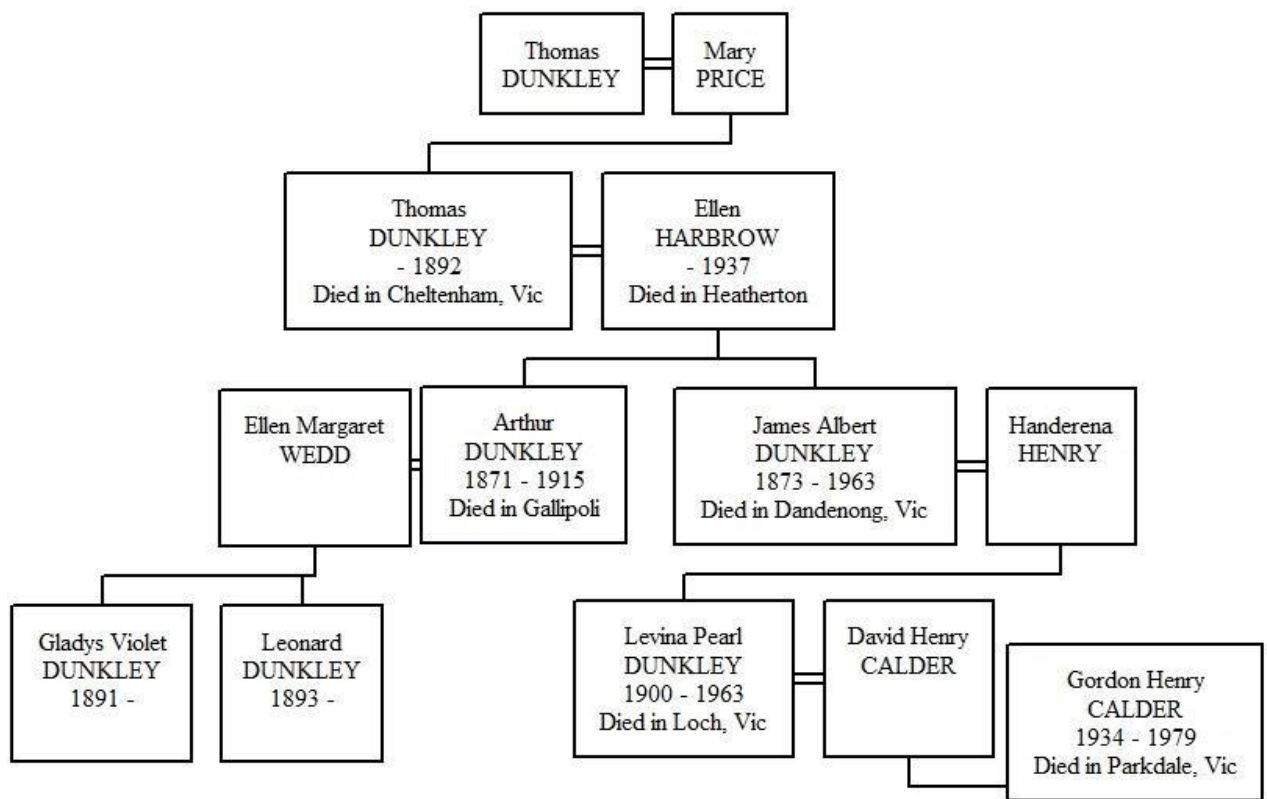 Thomas
DUNKLEY
Mary
PRICE
Thomas
DUNKLEY
- 1892
Died in Cheltenham, Vic
Ellen
HARBROW
- 1937
Died in Heatherton
Ellen Margaret
WEDD
Arthur
DUNKLEY
1871 - 1915
Died in Gallipoli
James Albert
DUNKLEY
1873 - 1963
Died in Dandenong, Vic
Handerena
HENRY
Gladys Violet
DUNKLEY
1891 -
Leonard
DUNKLEY
1893 -
Levina Pearl
DUNKLEY
1900 - 1963
Died in Loch, Vic
David Henry
CALDER
Gordon Henry
CALDER
1934 - 1979
Died in Parkdale, Vic